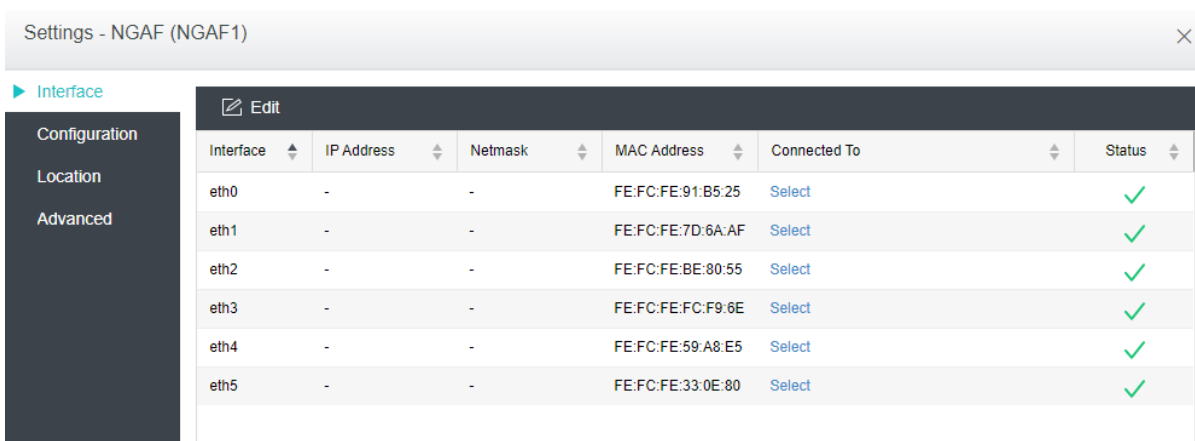 Settings - NGAF (NGAF1)
Interface
Configuration
Location
Advanced
Edit
Interface IP Address Netmask MAC Address Connected To Status
eth0 - - FE:FC:FE:91:B5:25 Select
eth1 - - FE:FC:FE:7D:6A:AF Select
eth2 - - FE:FC:FE:BE:80:55 Select
eth3 - - FE:FC:FE:FC:F9:6E Select
eth4 - - FE:FC:FE:59:A8:E5 Select
eth5 - - FE:FC:FE:33:0E:80 Select